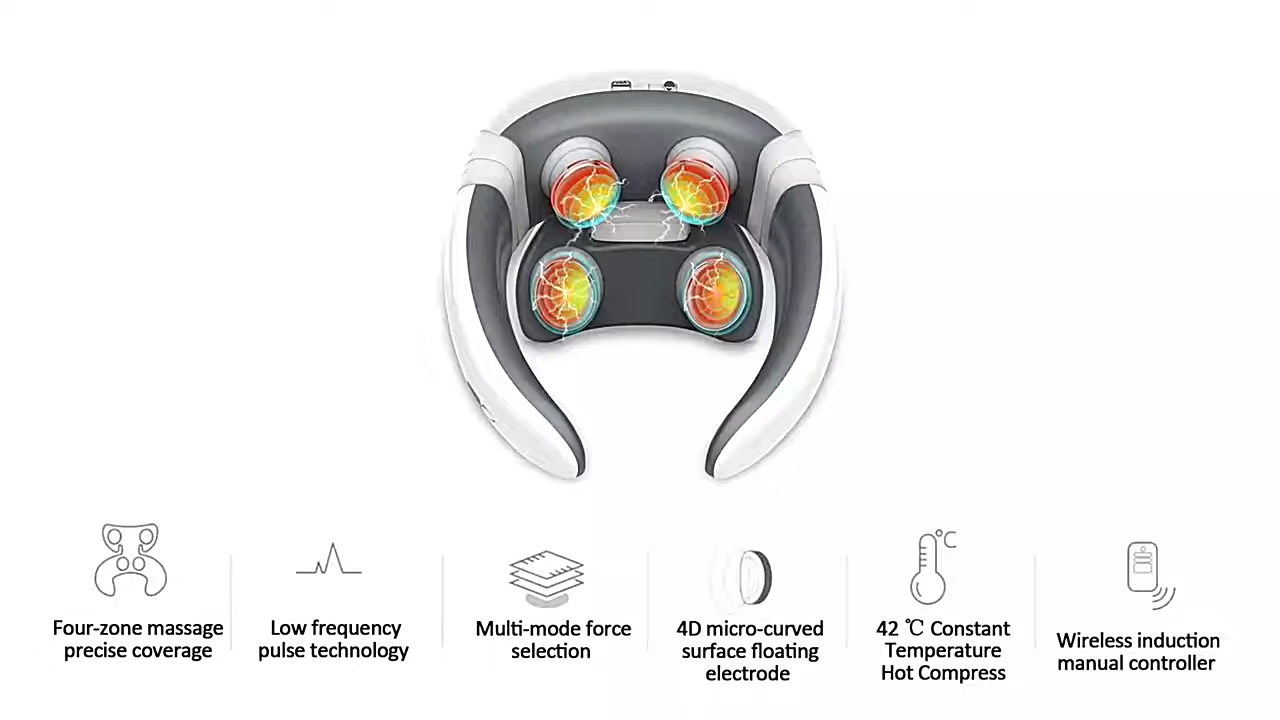 Four-zone massage
precise coverage
Low frequency
pulse technology
Multi-mode force
selection
4D micro-curved
surface floating
electrode
°C
42 ℃ Constant
Temperature
Hot Compress
Wireless induction
manual controller